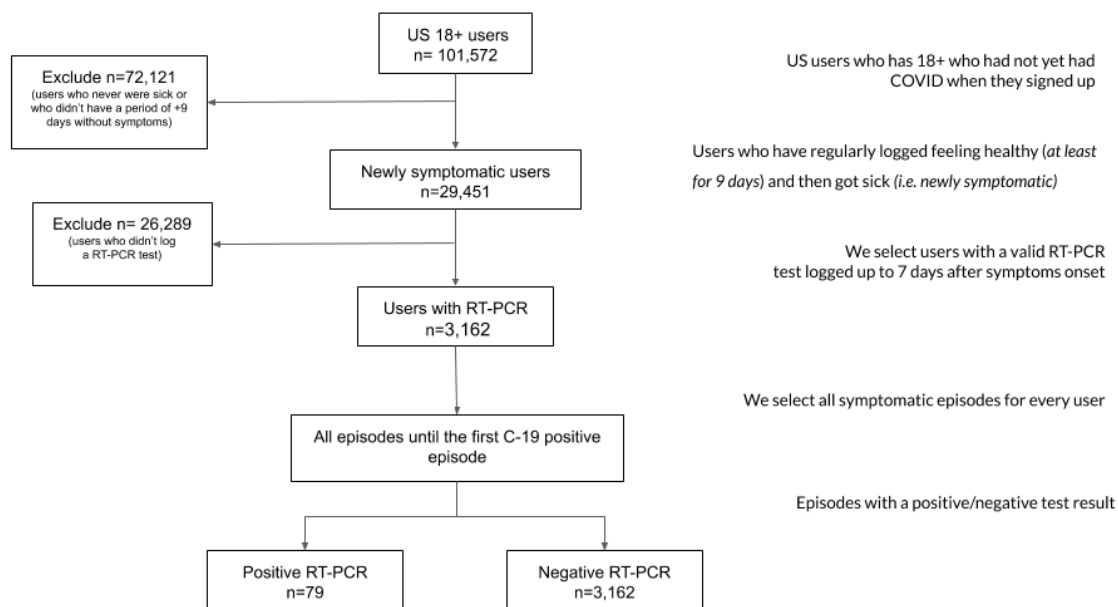 US 18+ users
n= 101,572
Exclude n=72,121
(users who never were sick or
who didn't have a period of +9
days without symptoms)
US users who has 18+ who had not yet had
COVID when they signed up
Newly symptomatic users
n=29,451
Users who have regularly logged feeling healthy (at least
for 9 days) and then got sick (i.e. newly symptomatic)
Exclude n= 26,289
(users who didn't log
a RT-PCR test)
We select users with a valid RT-PCR
test logged up to 7 days after symptoms onset
Users with RT-PCR
n=3,162
We select all symptomatic episodes for every user
All episodes until the first C-19 positive
episode
Episodes with a positive/negative test result
Positive RT-PCR
n=79
Negative RT-PCR
n=3,162